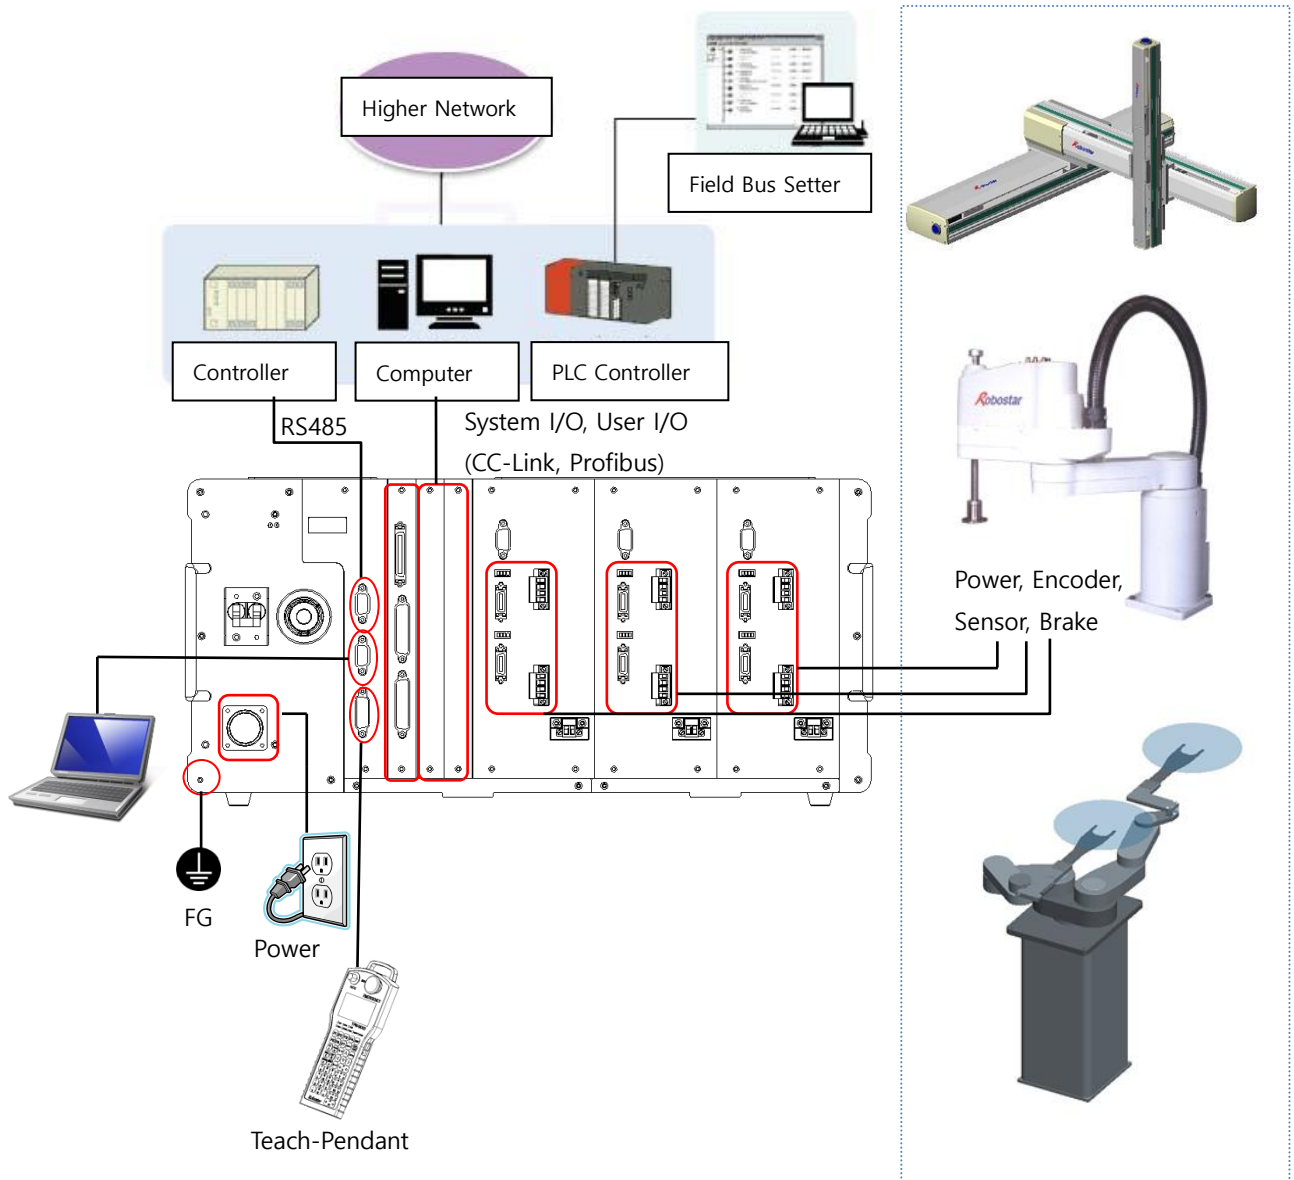 Higher Network
Field Bus Setter
Controller
Computer
PLC Controller
RS485
System I/O, User I/O
(CC-Link, Profibus)
Robostar
Power, Encoder,
Sensor, Brake
FG
Power
Teach-Pendant